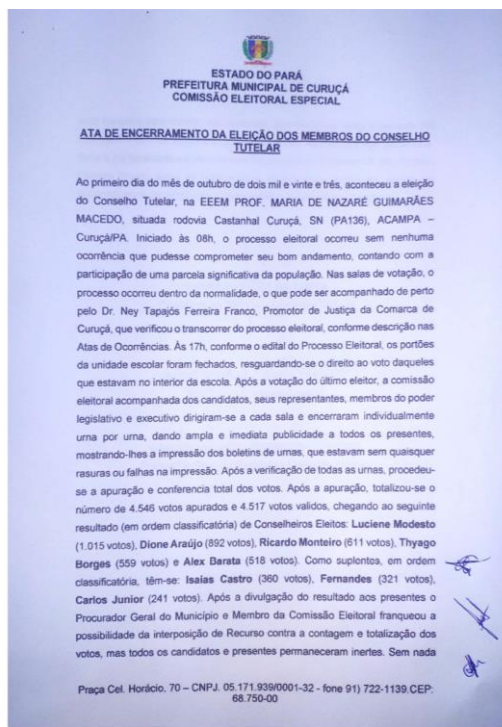 ESTADO DO PARÁ
PREFEITURA MUNICIPAL DE CURUÇÁ
COMISSÃO ELEITORAL ESPECIAL
ATA DE ENCERRAMENTO DA ELEIÇÃO DOS MEMBROS DO CONSELHO
TUTELAR
Ao primeiro dia do mês de outubro de dois mil e vinte e três, aconteceu a eleição
do Conselho Tutelar, na EEEM PROF. MARIA DE NAZARÉ GUIMARÃES
MACEDO, situada rodovia Castanhal Curuçá, SN (PA136), ACAMPA –
Curuçá/PA. Iniciado às 08h, o processo eleitoral ocorreu sem nenhuma
ocorrência que pudesse comprometer seu bom andamento, contando com a
participação de uma parcela significativa da população. Nas salas de votação, o
processo ocorreu dentro da normalidade, o que pode ser acompanhado de perto
pelo Dr. Ney Tapajós Ferreira Franco, Promotor de Justiça da Comarca de
Curuçá, que verificou o transcorrer do processo eleitoral, conforme descrição nas
Atas de Ocorrências. Às 17h, conforme o edital do Processo Eleitoral, os portões
da unidade escolar foram fechados, resguardando-se o direito ao voto daqueles
que estavam no interior da escola. Após a votação do último eleitor, a comissão
eleitoral acompanhada dos candidatos, seus representantes, membros do poder
legislativo e executivo dirigiram-se a cada sala e encerraram individualmente
urna por urna, dando ampla e imediata publicidade a todos os presentes,
mostrando-lhes a impressão dos boletins de urnas, que estavam sem quaisquer
rasuras ou falhas na impressão. Após a verificação de todas as urnas, procedeu-
se a apuração e conferencia total dos votos. Após a apuração, totalizou-se o
número de 4.546 votos apurados e 4.517 votos validos, chegando ao seguinte
resultado (em ordem classificatória) de Conselheiros Eleitos: Luciene Modesto
(1.015 votos), Dione Araújo (892 votos), Ricardo Monteiro (611 votos), Thyago
Borges (559 votos) e Alex Barata (518 votos). Como suplentes, em ordem
classificatória, têm-se: Isaias Castro (360 votos), Fernandes (321 votos),
Carlos Junior (241 votos). Após a divulgação do resultado aos presentes o
Procurador Geral do Município e Membro da Comissão Eleitoral franqueou a
possibilidade da interposição de Recurso contra a contagem e totalização dos
votos, mas todos os candidatos e presentes permaneceram inertes. Sem nada
Praça Cel. Horácio, 70 – CNPJ. 05.171.939/0001-32 - fone 91) 722-1139.CEP:
68.750-00